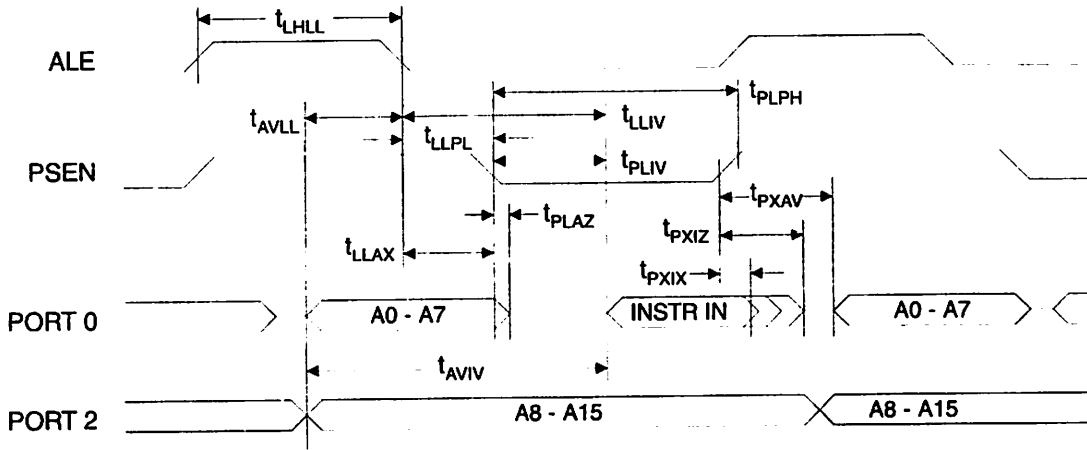 tLHLL
ALE
tPLPH
tAVLL
tLLIV
tLLPL
PSEN
tPLIV
tPXAV
tPLAZ
tPXIZ
tLLAX
tPXIX
PORT 0
A0 - A7
INSTR IN
A0 - A7
tAVIV
PORT 2
A8 - A15
A8 - A15